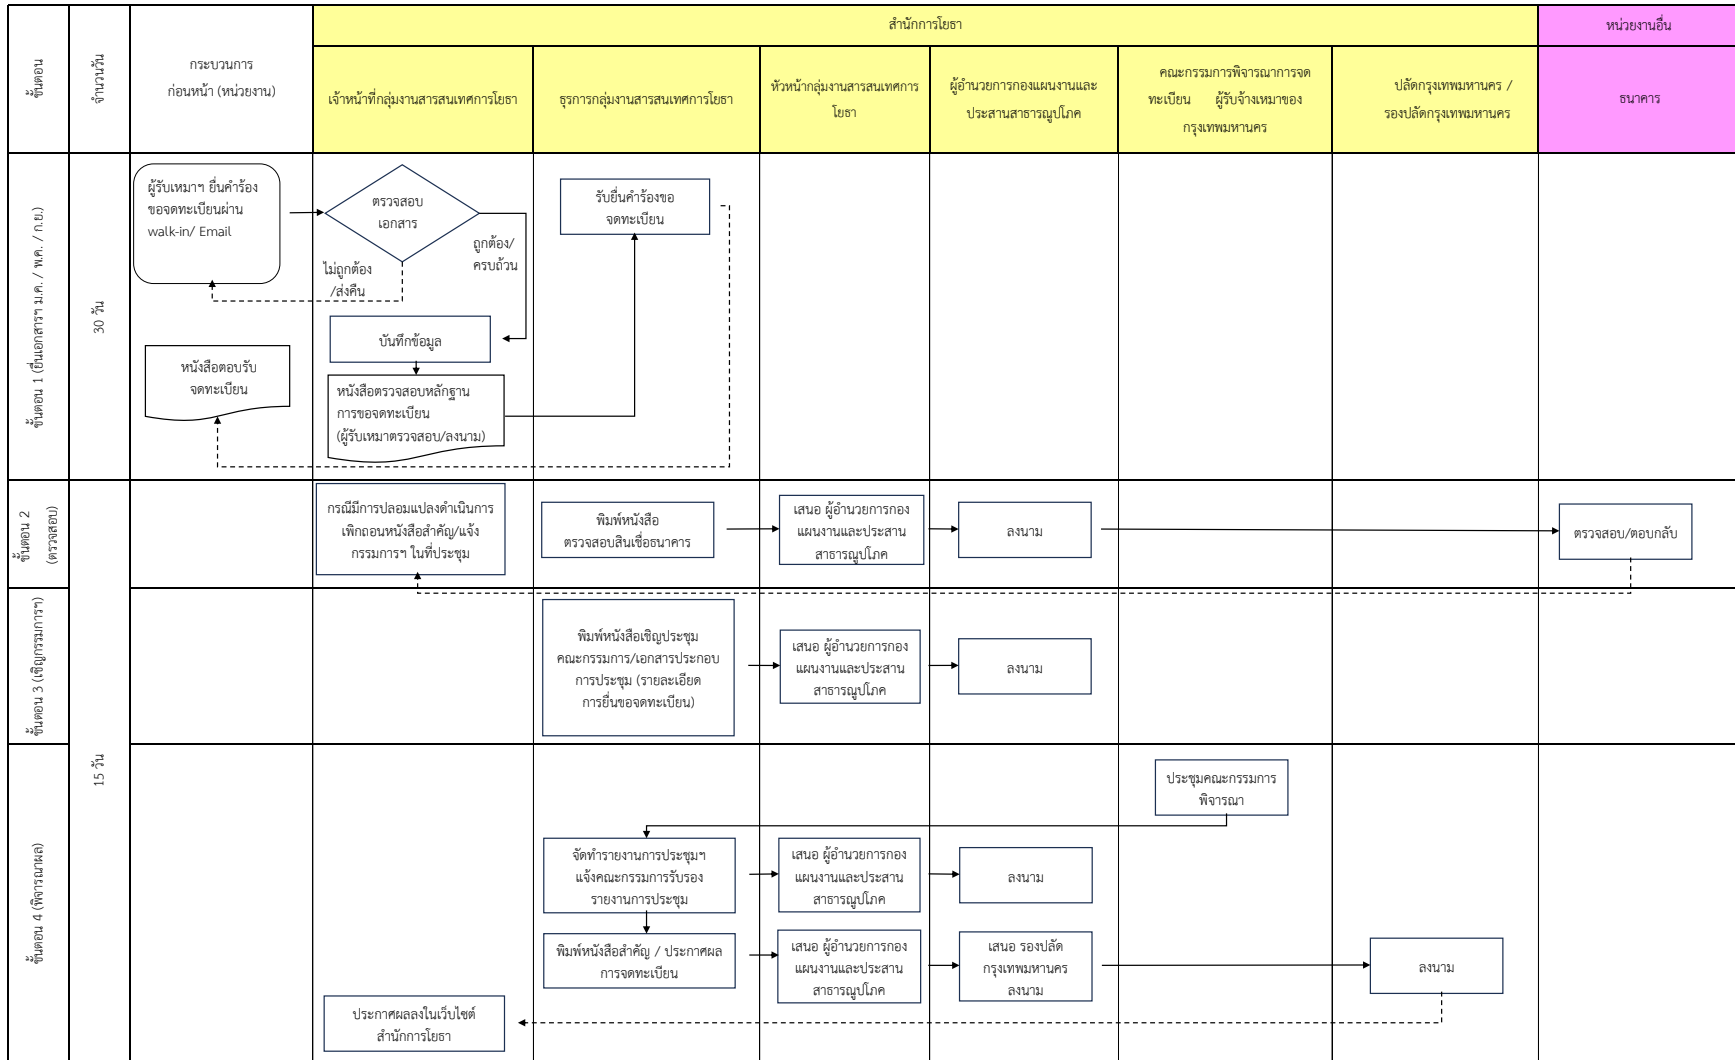 ขั้นตอน
จำนวนวัน
กระบวนการ
ก่อนหน้า (หน่วยงาน)
สำนักการโยธา
หน่วยงานอื่น
เจ้าหน้าที่กลุ่มงานสารสนเทศการโยธา
ธุรการกลุ่มงานสารสนเทศการโยธา
หัวหน้ากลุ่มงานสารสนเทศการ
โยธา
ผู้อำนวยการกองแผนงานและ
ประสานสาธารณูปโภค
คณะกรรมการพิจารณาการจด
ทะเบียน ผู้รับจ้างเหมาของ
กรุงเทพมหานคร
ปลัดกรุงเทพมหานคร /
รองปลัดกรุงเทพมหานคร
ธนาคาร
ขั้นตอน 1 (ยื่นเอกสารฯ ม.ค. / พ.ค. / ก.ย.)
30 วัน
ผู้รับเหมาฯ ยื่นคำร้อง
ขอจดทะเบียนผ่าน
walk-in/ Email
ตรวจสอบ
เอกสาร
ถูกต้อง/
ครบถ้วน
ไม่ถูกต้อง
/ส่งคืน
รับยื่นคำร้องขอ
จดทะเบียน
บันทึกข้อมูล
หนังสือตอบรับ
จดทะเบียน
หนังสือตรวจสอบหลักฐาน
การขอจดทะเบียน
(ผู้รับเหมาตรวจสอบ/ลงนาม)
ขั้นตอน 2
(ตรวจสอบ)
15 วัน
กรณีมีการปลอมแปลงดำเนินการ
เพิกถอนหนังสือสำคัญ/แจ้ง
กรรมการฯ ในที่ประชุม
พิมพ์หนังสือ
ตรวจสอบสินเชื่อธนาคาร
เสนอ ผู้อำนวยการกอง
แผนงานและประสาน
สาธารณูปโภค
ลงนาม
ตรวจสอบ/ตอบกลับ
ขั้นตอน 3 (เชิญกรรมการฯ)
พิมพ์หนังสือเชิญประชุม
คณะกรรมการ/เอกสารประกอบ
การประชุม (รายละเอียด
การยื่นขอจดทะเบียน)
เสนอ ผู้อำนวยการกอง
แผนงานและประสาน
สาธารณูปโภค
ลงนาม
ขั้นตอน 4 (พิจารณาผล)
ประชุมคณะกรรมการ
พิจารณา
จัดทำรายงานการประชุมฯ
แจ้งคณะกรรมการรับรอง
รายงานการประชุม
เสนอ ผู้อำนวยการกอง
แผนงานและประสาน
สาธารณูปโภค
ลงนาม
พิมพ์หนังสือสำคัญ / ประกาศผล
การจดทะเบียน
เสนอ ผู้อำนวยการกอง
แผนงานและประสาน
สาธารณูปโภค
เสนอ รองปลัด
กรุงเทพมหานคร
ลงนาม
ลงนาม
ประกาศผลลงในเว็บไซต์
สำนักการโยธา